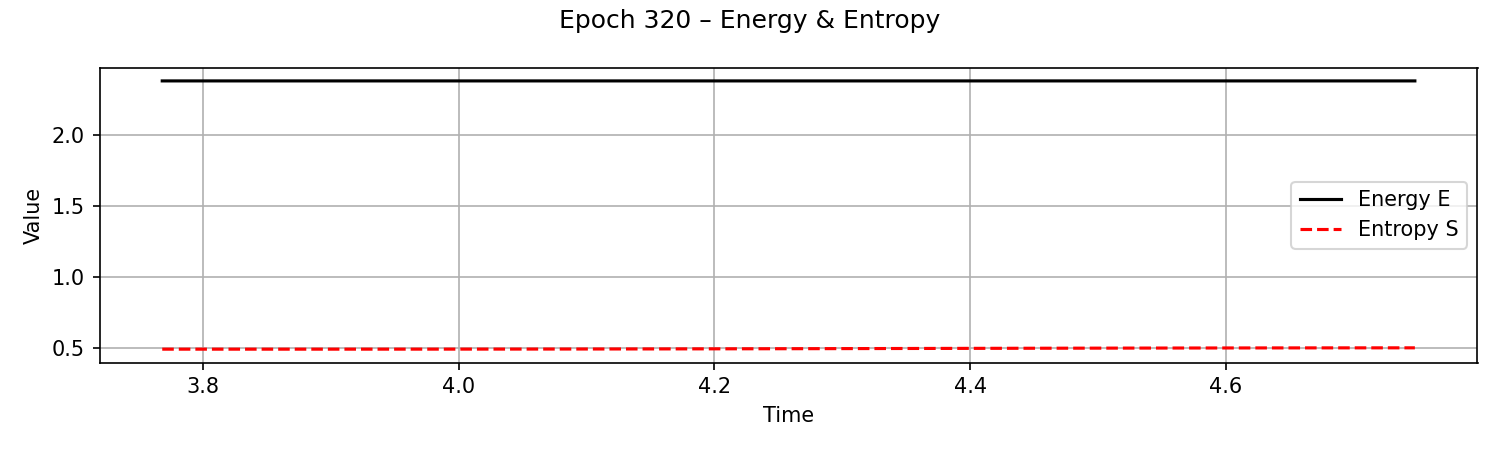 Epoch 320 – Energy & Entropy
Value
2.0
1.5
1.0
0.5
Energy E
Entropy S
3.8 4.0 4.2 4.4 4.6
Time